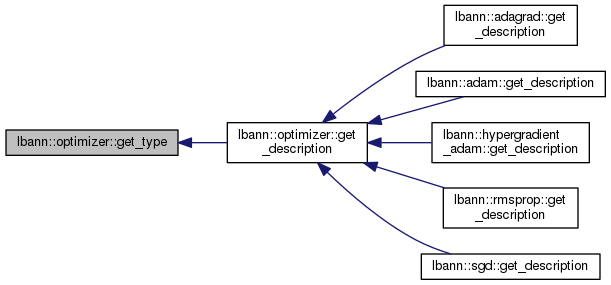 lbann::optimizer::get_type
lbann::optimizer::get
_description
lbann::adagrad::get
_description
lbann::adam::get_description
lbann::hypergradient
_adam::get_description
lbann::rmsprop::get
_description
lbann::sgd::get_description